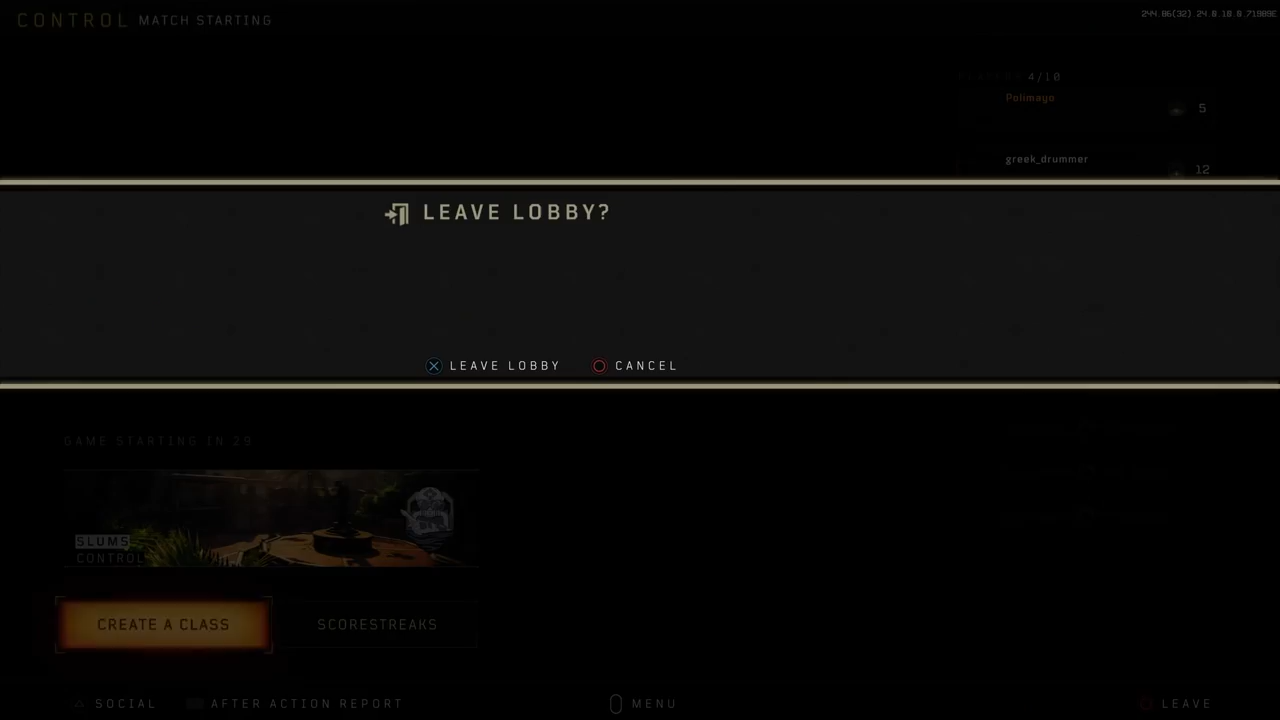 CONTROL MATCH STARTING
4/10
Polimayo 5
greek_drummer 12
LEAVE LOBBY?
LEAVE LOBBY CANCEL
GAME STARTING IN 29
SLUMS
CONTROL
CREATE A CLASS SCORESTREAKS
SOCIAL AFTER ACTION REPORT MENU LEAVE